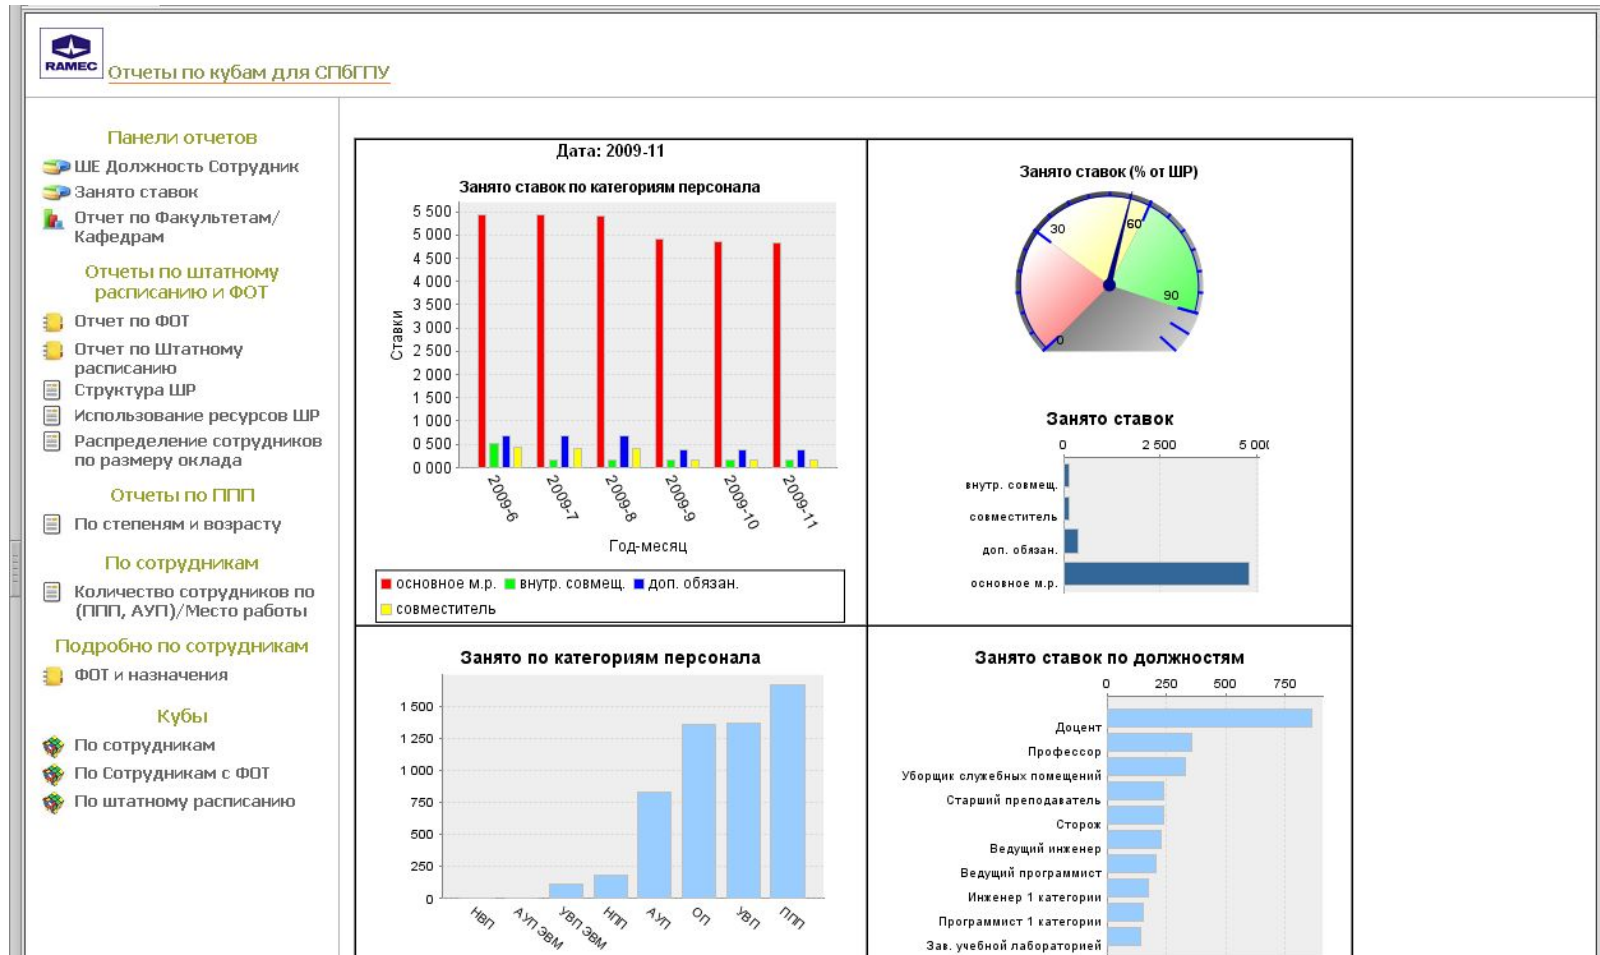 RAMEC
Отчеты по кубам для СПбГПУ
Панели отчетов
ШЕ Должность Сотрудник
Занято ставок
Отчет по Факультетам/
Кафедрам
Отчеты по штатному
расписанию и ФОТ
Отчет по ФОТ
Отчет по Штатному
расписанию
Структура ШР
Использование ресурсов ШР
Распределение сотрудников
по размеру оклада
Отчеты по ППП
По степеням и возрасту
По сотрудникам
Количество сотрудников по
(ППП, АУП)/Место работы
Подробно по сотрудникам
ФОТ и назначения
Кубы
По сотрудникам
По Сотрудникам с ФОТ
По штатному расписанию
Дата: 2009-11
Занято ставок по категориям персонала
5 500
5 000
4 500
4 000
3 500
3 000
2 500
2 000
1 500
1 000
0 500
0 000
Ставки
2009-6
2009-7
2009-8
2009-9
2009-10
2009-11
Год-месяц
основное м.р. внутр. совмещ. доп. обязан.
совместитель
Занято ставок (% от ШР)
0
30
60
90
Занято ставок
0 2 500 5 000
внутр. совмещ.
совместитель
доп. обязан.
основное м.р.
Занято по категориям персонала
1 500
1 250
1 000
750
500
250
0
НВП
АУП ЭВМ
УВП ЭВМ
НПП
АУП
ОП
УВП
ППП
Занято ставок по должностям
0 250 500 750
Доцент
Профессор
Уборщик служебных помещений
Старший преподаватель
Сторож
Ведущий инженер
Ведущий программист
Инженер 1 категории
Программист 1 категории
Зав. учебной лабораторией